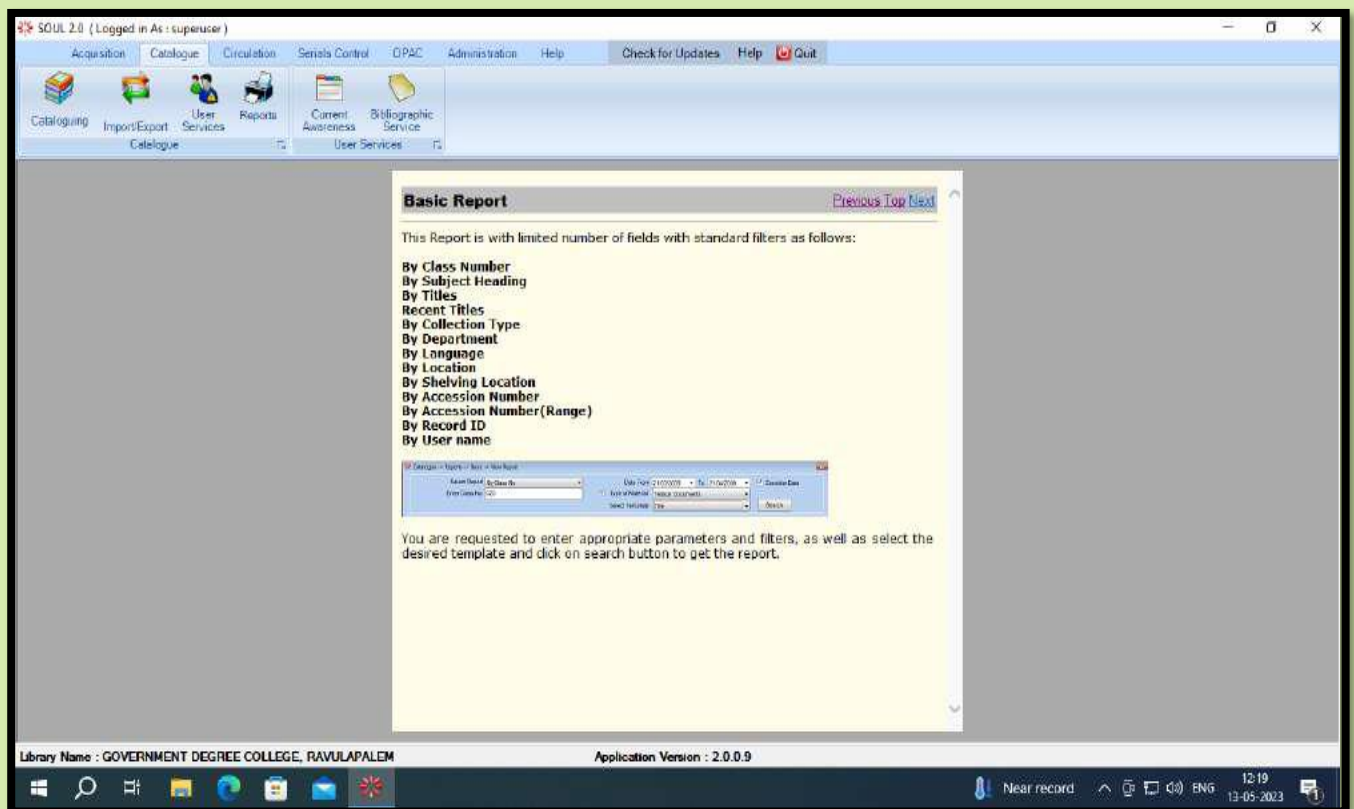 SOUL 2.0 ( Logged in As : superuser )
Acquisition Catalogue Circulation Serials Control OPAC Administration Help Check for Updates Help Quit
Cataloguing Import/Export User Services Reports Current Awareness Bibliographic Service
Catalogue User Services
Basic Report Previous Top Next
This Report is with limited number of fields with standard filters as follows:
By Class Number
By Subject Heading
By Titles
Recent Titles
By Collection Type
By Department
By Language
By Location
By Shelving Location
By Accession Number
By Accession Number(Range)
By Record ID
By User name
You are requested to enter appropriate parameters and filters, as well as select the
desired template and click on search button to get the report.
Library Name : GOVERNMENT DEGREE COLLEGE, RAVULAPALEM Application Version : 2.0.0.9
Near record ENG 12:19
13-05-2023